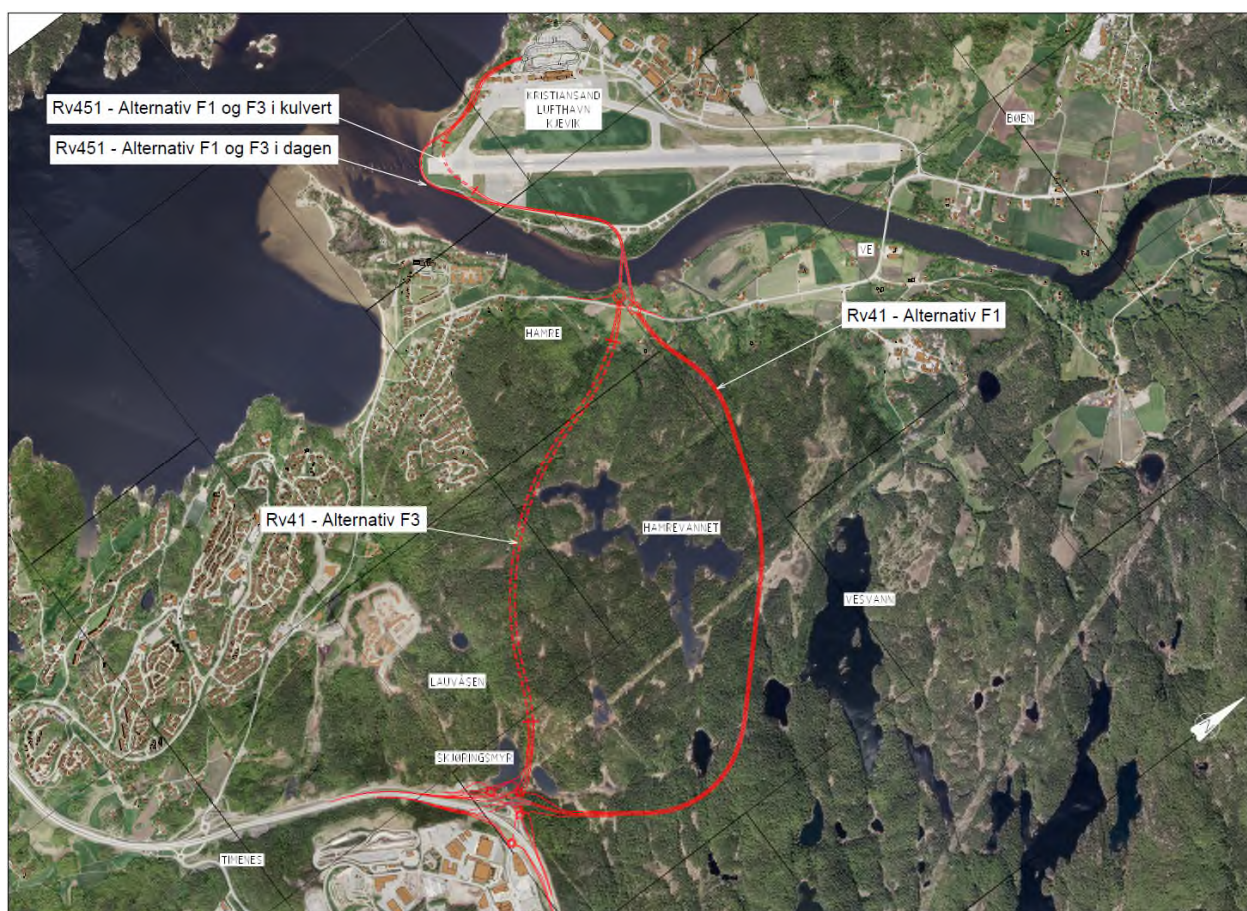 Rv451 - Alternativ F1 og F3 i kulvert
Rv451 - Alternativ F1 og F3 i dagen
KRISTIANSAND
LUFTHAVN
KJEVIK
BØEN
VE
Rv41 - Alternativ F1
HAMRE
Rv41 - Alternativ F3
HAMREVANNET
VESVANN
LAUVÅSEN
SKJØRINGSMYR
TIMENES